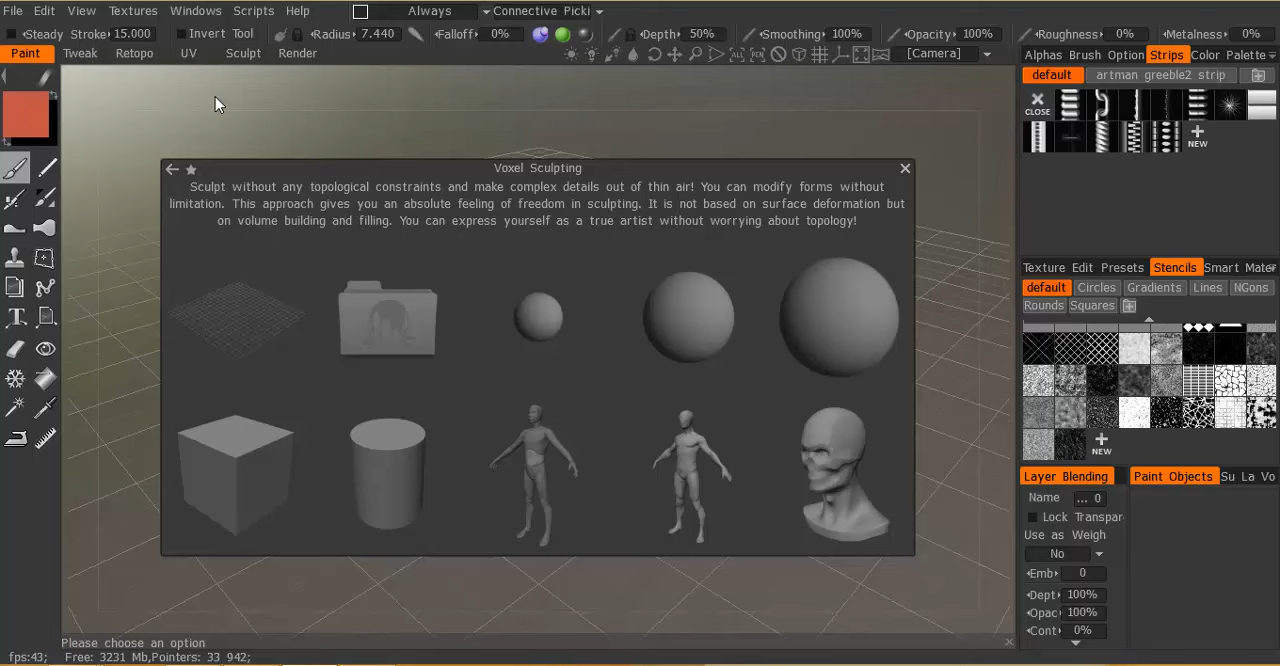 File Edit View Textures Windows Scripts Help Always Connective Picki
Steady Stroke 15.000 Invert Tool Radius 7.440 Falloff 0% Depth 50% Smoothing 100% Opacity 100% Roughness 0% Metalness 0%
Paint Tweak Retopo UV Sculpt Render [Camera]
Alphas Brush Option Strips Color Palette
default artman greeble2 strip
CLOSE
NEW
Voxel Sculpting
Sculpt without any topological constraints and make complex details out of thin air! You can modify forms without
limitation. This approach gives you an absolute feeling of freedom in sculpting. It is not based on surface deformation but
on volume building and filling. You can express yourself as a true artist without worrying about topology!
Texture Edit Presets Stencils Smart Mate
default Circles Gradients Lines NGons
Rounds Squares
NEW
Layer Blending Paint Objects Su La Vo
Name ... 0
Lock Transpar
Use as Weigh
No
Emb 0
Dept 100%
Opac 100%
Cont 0%
Please choose an option
fps:43; Free: 3231 Mb,Pointers: 33 942;